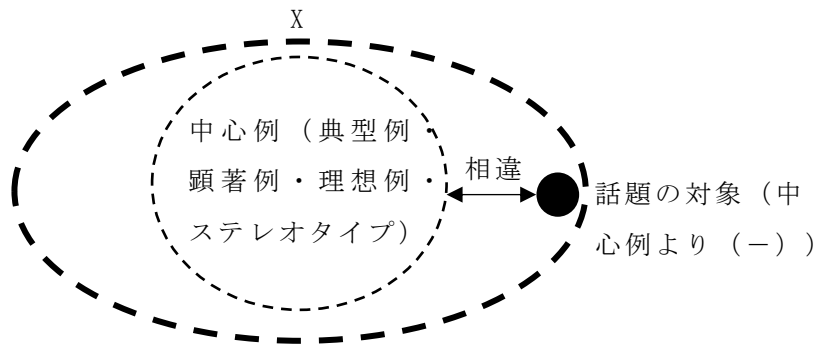 X
中心例（典型例・
顕著例・理想例・
ステレオタイプ）
相違
話題の対象（中
心例より（－））